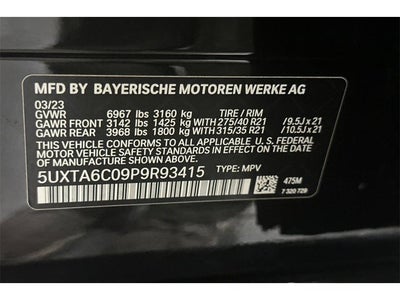 MFD BY BAYERISCHE MOTOREN WERKE AG
03/23
GVWR 6967 lbs 3160 kg TIRE / RIM
GAWR FRONT 3142 lbs 1425 kg 275/40 R21 / 9.5J x 21
GAWR REAR 3968 lbs 1800 kg 315/35 R21 / 10.5J x 21
THIS VEHICLE CONFORMS TO ALL APPLICABLE U.S. FEDERAL
MOTOR VEHICLE SAFETY STANDARDS IN EFFECT ON THE
DATE OF MANUFACTURE SHOWN ABOVE.
5UXTA6C09P9R93415 TYPE: MPV
475M
7 320 729